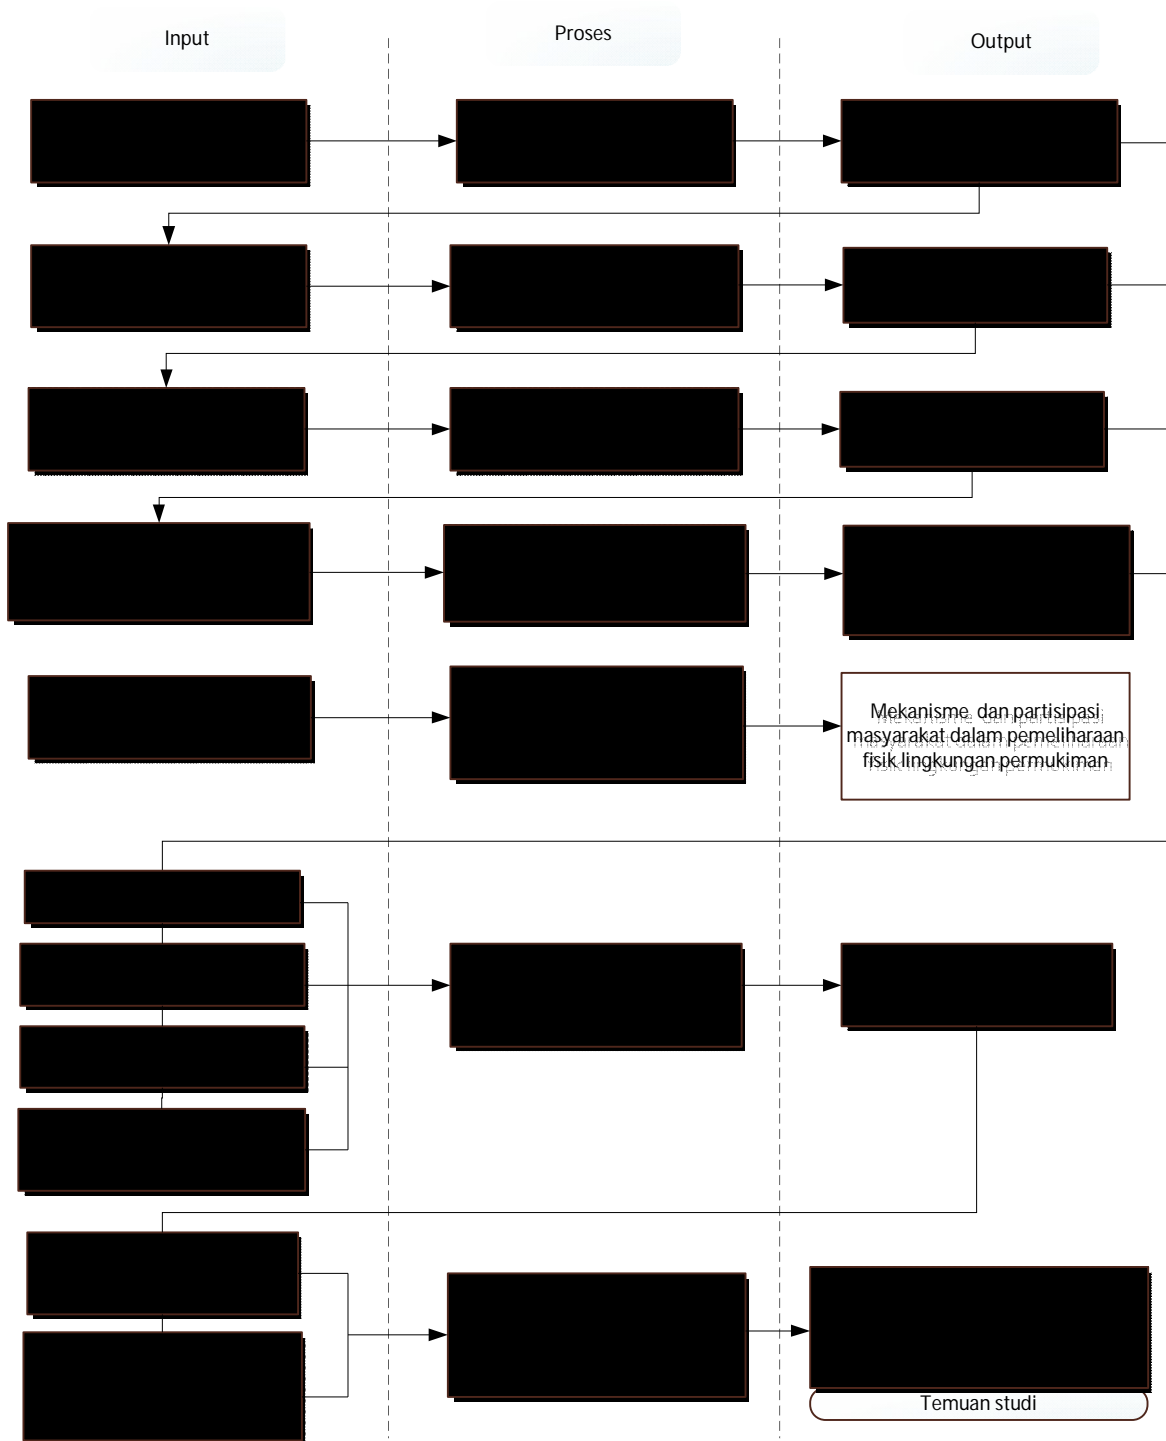 Input
Proses
Output
Mekanisme dan partisipasi
masyarakat dalam pemeliharaan
fisik lingkungan permukiman
Temuan studi